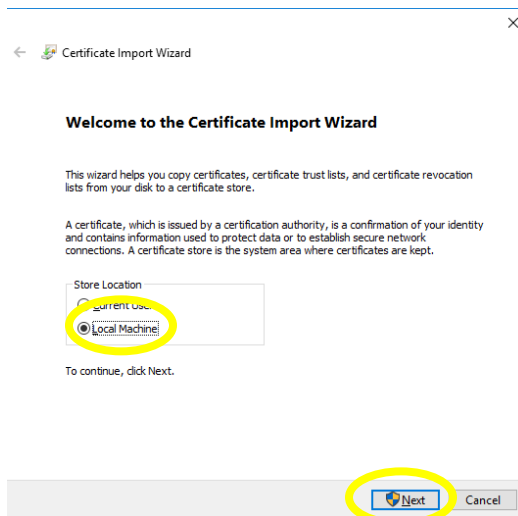 Certificate Import Wizard
Welcome to the Certificate Import Wizard
This wizard helps you copy certificates, certificate trust lists, and certificate revocation
lists from your disk to a certificate store.
A certificate, which is issued by a certification authority, is a confirmation of your identity
and contains information used to protect data or to establish secure network
connections. A certificate store is the system area where certificates are kept.
Store Location
Current User
Local Machine
To continue, click Next.
Next
Cancel